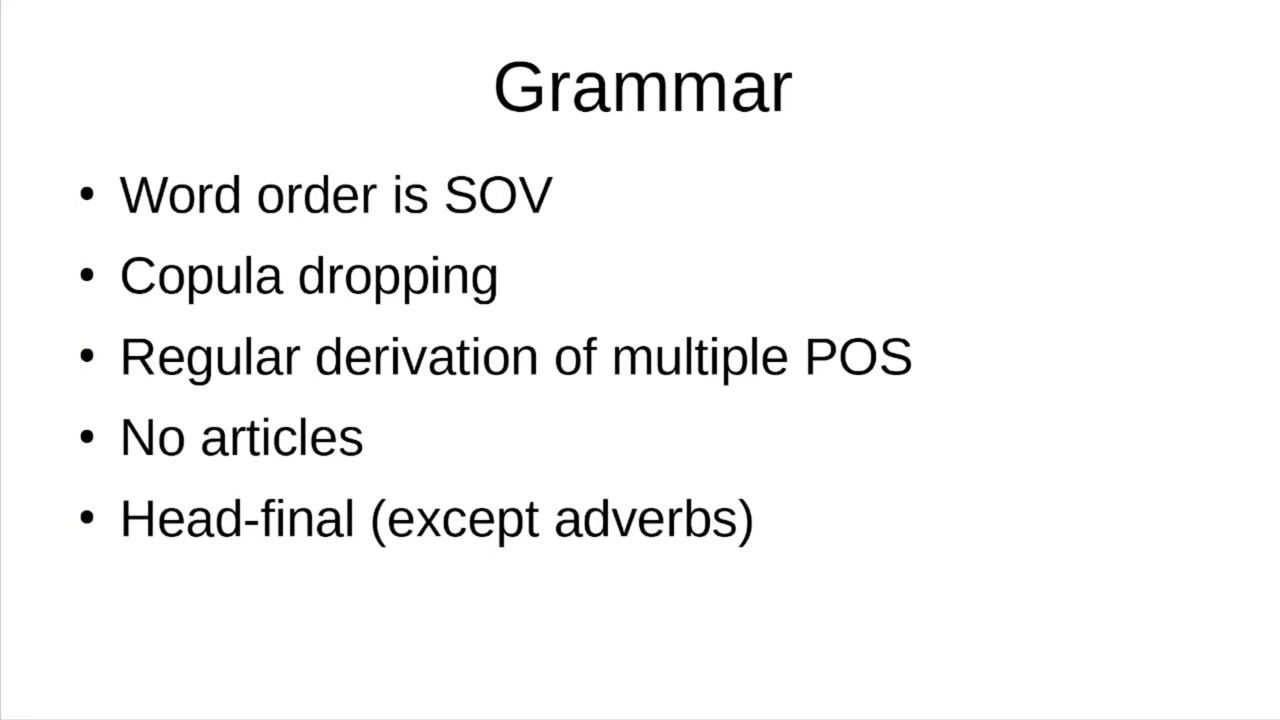 Grammar
• Word order is SOV
• Copula dropping
• Regular derivation of multiple POS
• No articles
• Head-final (except adverbs)